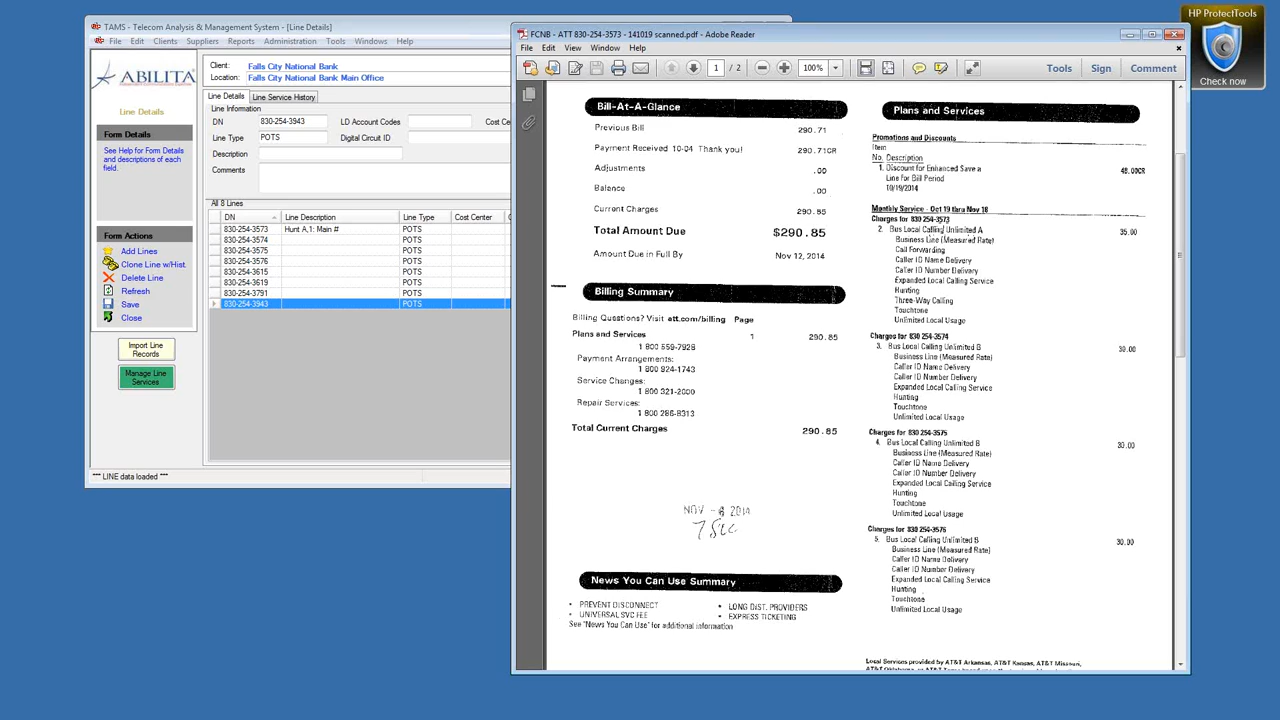 TAMS - Telecom Analysis & Management System - [Line Details]
File Edit Clients Suppliers Reports Administration Tools Windows Help
ABILITA
Line Details
Form Details
See Help for Form Details
and descriptions of each
field.
Form Actions
Add Lines
Clone Line w/Hist.
Delete Line
Refresh
Save
Close
Import Line
Records
Manage Line
Services
Client: Falls City National Bank
Location: Falls City National Bank Main Office
Line Details Line Service History
Line Information
DN 830-254-3943 LD Account Codes Cost Ce
Line Type POTS Digital Circuit ID
Description
Comments
All 8 Lines
DN Line Description Line Type Cost Center
830-254-3573 Hunt A,1: Main # POTS
830-254-3574 POTS
830-254-3575 POTS
830-254-3576 POTS
830-254-3615 POTS
830-254-3619 POTS
830-254-3791 POTS
830-254-3943 POTS
*** LINE data loaded ***
FCNB - ATT 830-254-3573 - 141019 scanned.pdf - Adobe Reader
File Edit View Window Help
1 / 2 100% Tools Sign Comment
Bill-At-A-Glance
Previous Bill 290.71
Payment Received 10-04 Thank you! 290.71CR
Adjustments .00
Balance .00
Current Charges 290.85
Total Amount Due $290.85
Amount Due in Full By Nov 12, 2014
Billing Summary
Billing Questions? Visit att.com/billing Page
Plans and Services 1 290.85
1 800 559-7928
Payment Arrangements:
1 800 924-1743
Service Changes:
1 800 321-2000
Repair Services:
1 800 286-8313
Total Current Charges 290.85
NOV - 2014
News You Can Use Summary
• PREVENT DISCONNECT • LONG DIST. PROVIDERS
• UNIVERSAL SVC FEE • EXPRESS TICKETING
See "News You Can Use" for additional information
Plans and Services
Promotions and Discounts
Item
No. Description
1. Discount for Enhanced Save a 48.00CR
Line for Bill Period
10/19/2014
Monthly Service - Oct 19 thru Nov 18
Charges for 830 254-3573
2. Bus Local Calling Unlimited A 35.00
Business Line (Measured Rate)
Call Forwarding
Caller ID Name Delivery
Caller ID Number Delivery
Expanded Local Calling Service
Hunting
Three-Way Calling
Touchtone
Unlimited Local Usage
Charges for 830 254-3574
3. Bus Local Calling Unlimited B 30.00
Business Line (Measured Rate)
Caller ID Name Delivery
Caller ID Number Delivery
Expanded Local Calling Service
Hunting
Touchtone
Unlimited Local Usage
Charges for 830 254-3575
4. Bus Local Calling Unlimited B 30.00
Business Line (Measured Rate)
Caller ID Name Delivery
Caller ID Number Delivery
Expanded Local Calling Service
Hunting
Touchtone
Unlimited Local Usage
Charges for 830 254-3576
5. Bus Local Calling Unlimited B 30.00
Business Line (Measured Rate)
Caller ID Name Delivery
Caller ID Number Delivery
Expanded Local Calling Service
Hunting
Touchtone
Unlimited Local Usage
Local Services provided by AT&T Arkansas, AT&T Kansas, AT&T Missouri,
HP ProtectTools
Check now